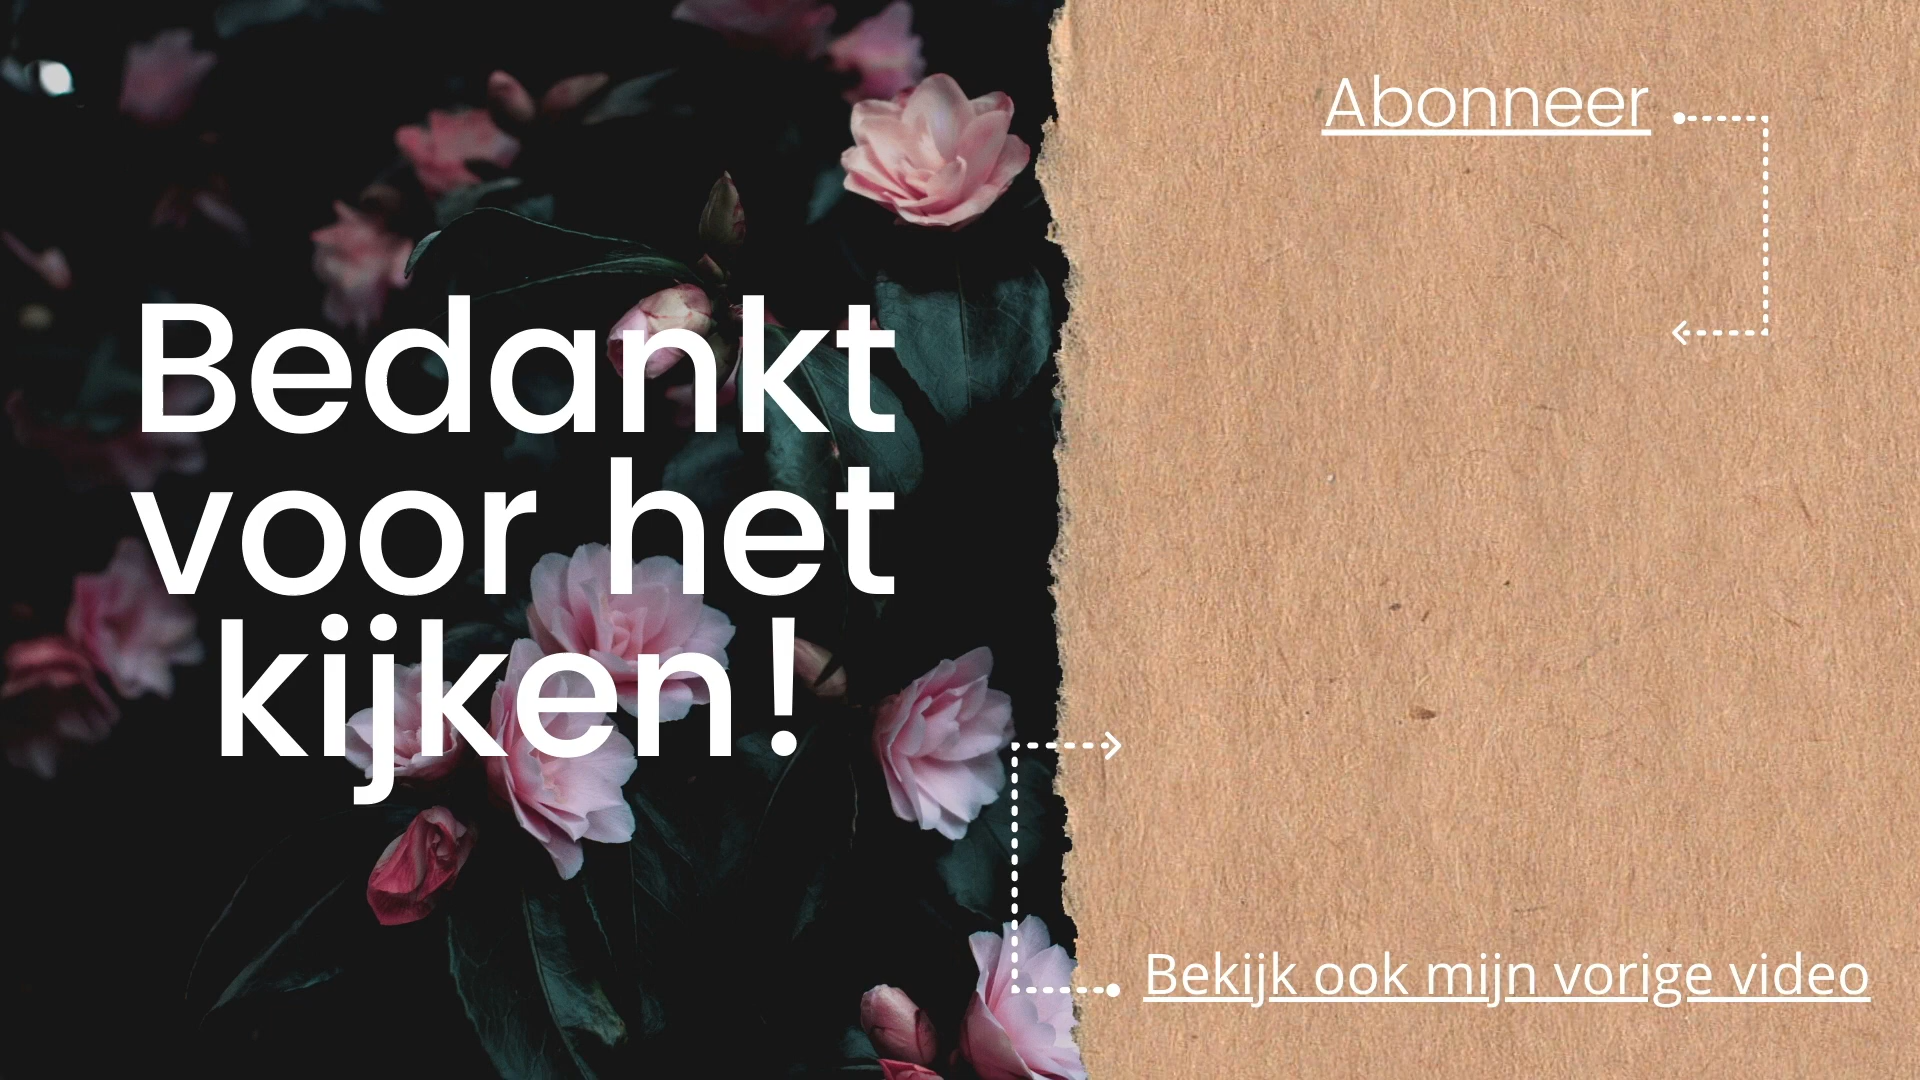 Bedankt
voor het
kijken!
Abonneer
Bekijk ook mijn vorige video